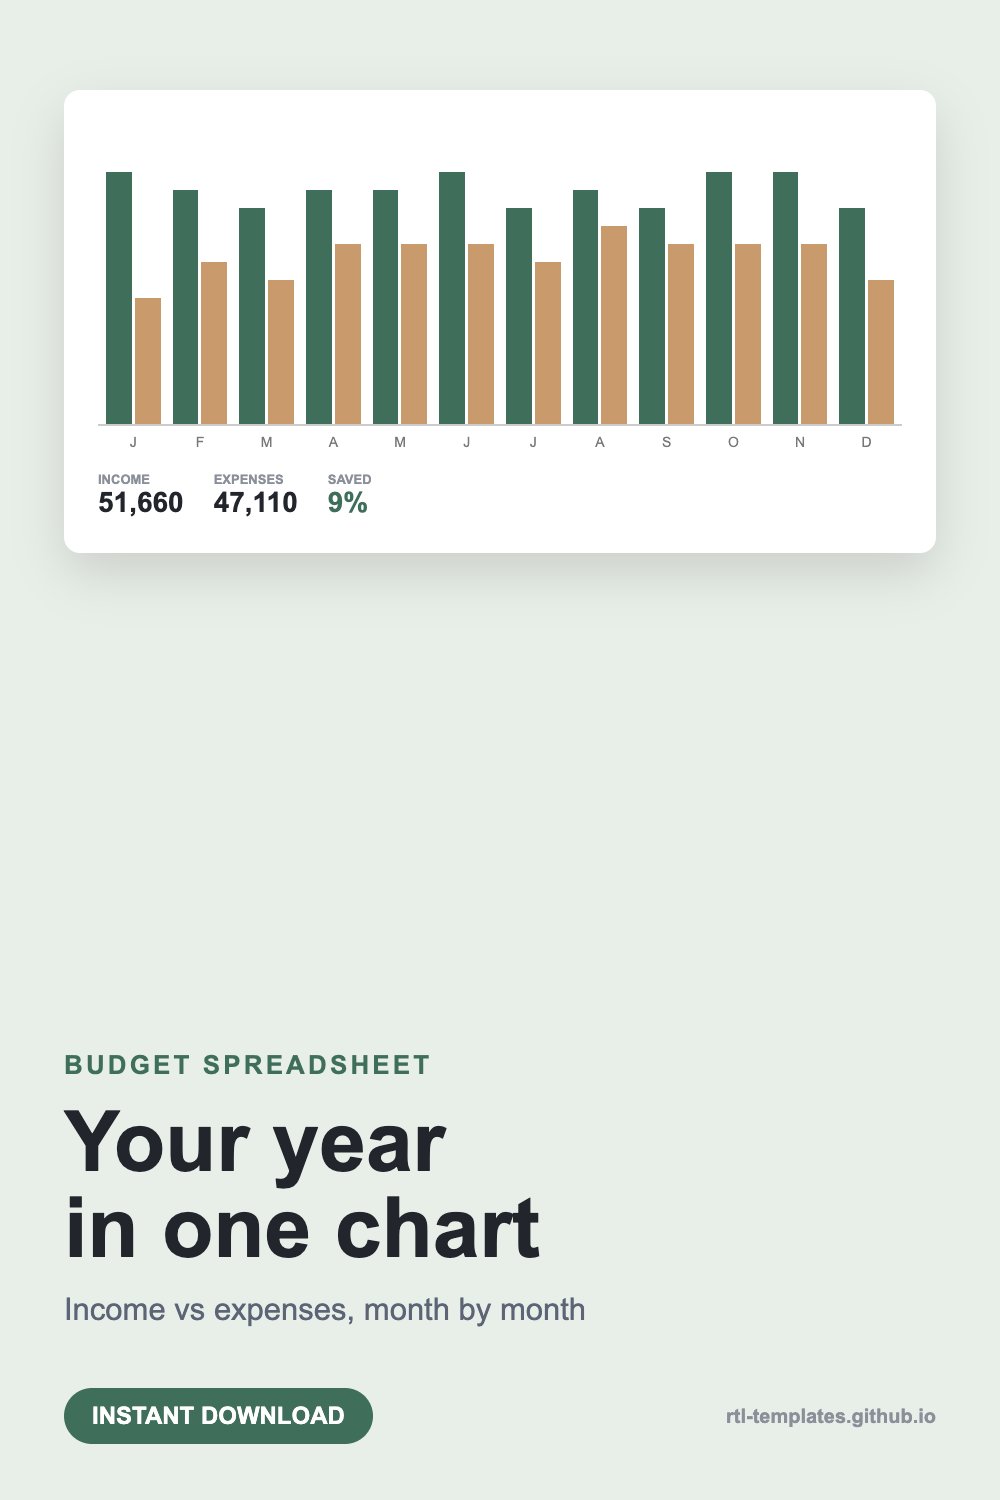 J F M A M J J A S O N D
INCOME EXPENSES SAVED
51,660 47,110 9%
BUDGET SPREADSHEET
Your year
in one chart
Income vs expenses, month by month
INSTANT DOWNLOAD rtl-templates.github.io